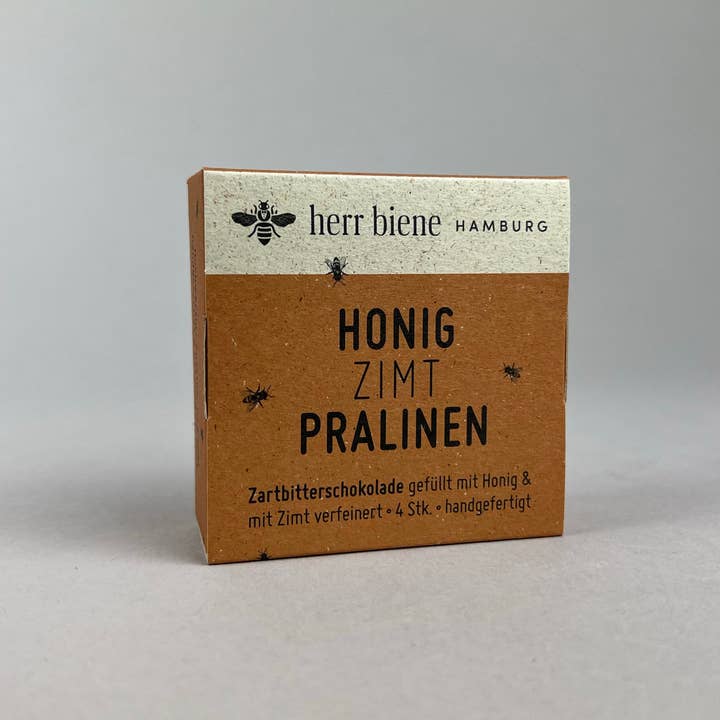 herr biene HAMBURG
HONIG
ZIMT
PRALINEN
Zartbitterschokolade gefüllt mit Honig &
mit Zimt verfeinert • 4 Stk. • handgefertigt